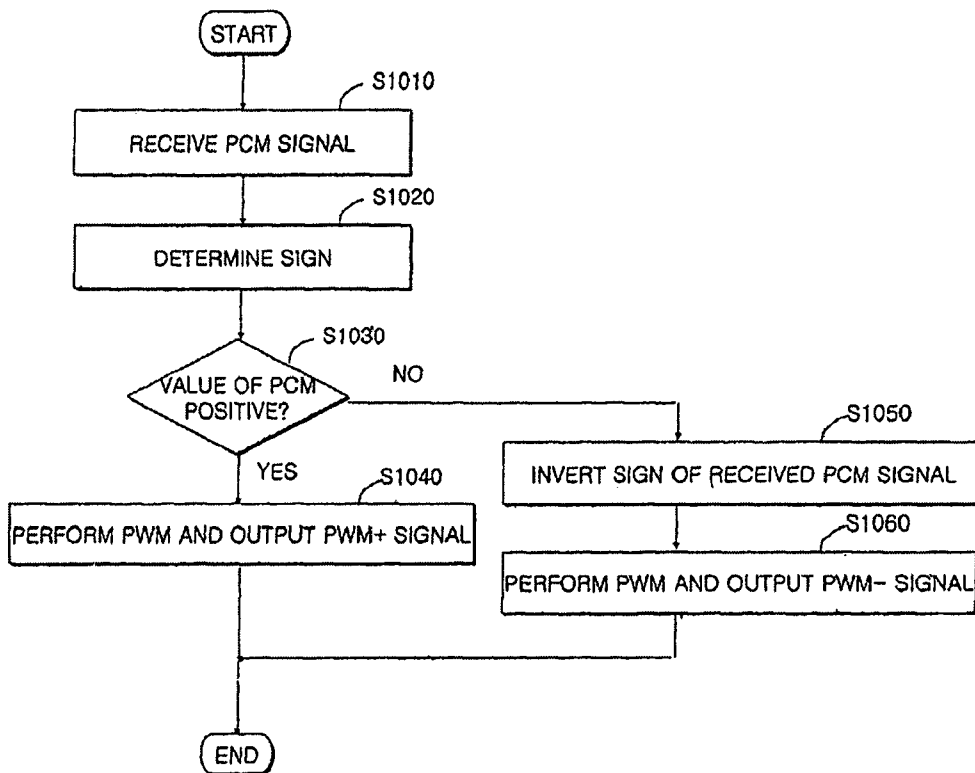 START
S1010
RECEIVE PCM SIGNAL
S1020
DETERMINE SIGN
S1030
VALUE OF PCM
POSITIVE?
NO
YES
S1040
PERFORM PWM AND OUTPUT PWM+ SIGNAL
S1050
INVERT SIGN OF RECEIVED PCM SIGNAL
S1060
PERFORM PWM AND OUTPUT PWM- SIGNAL
END